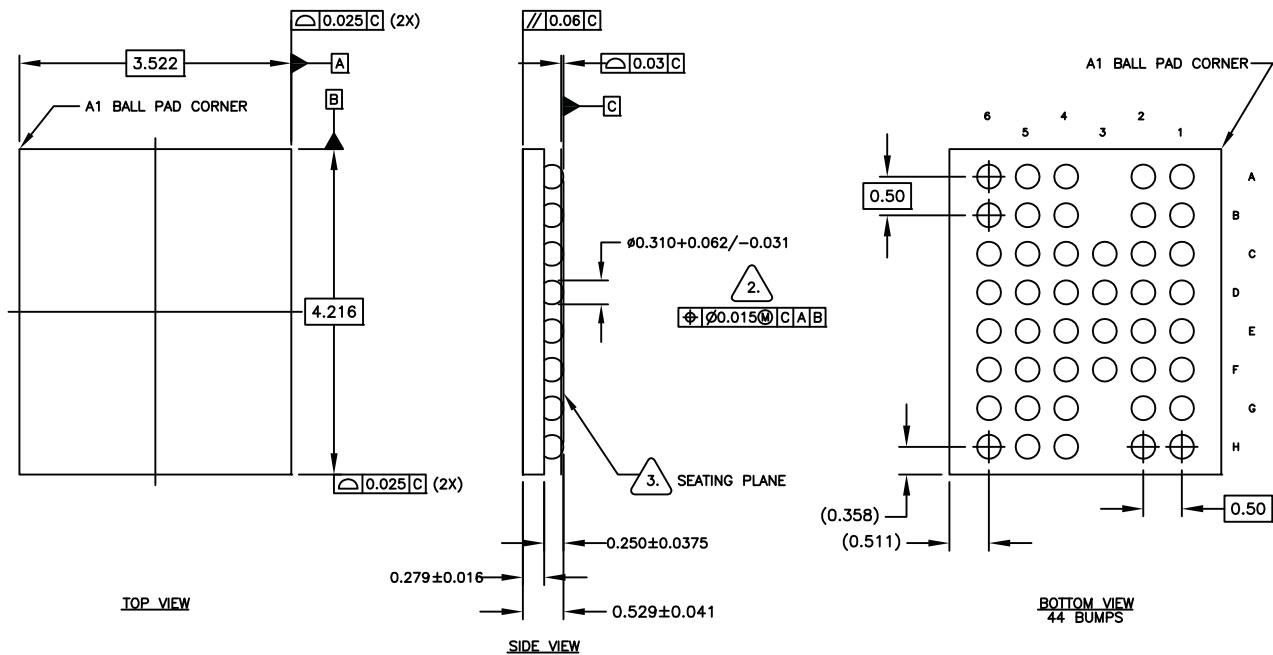 ⌓ 0.025 C (2X)
3.522
A
B
A1 BALL PAD CORNER
4.216
⌓ 0.025 C (2X)
TOP VIEW
// 0.06 C
⌓ 0.03 C
C
Ø0.310+0.062/-0.031
2.
⌖ Ø0.015Ⓜ C A B
3. SEATING PLANE
0.250±0.0375
0.279±0.016
0.529±0.041
SIDE VIEW
A1 BALL PAD CORNER
6 4 2
5 3 1
0.50
A
B
C
D
E
F
G
H
(0.358)
(0.511)
0.50
BOTTOM VIEW
44 BUMPS